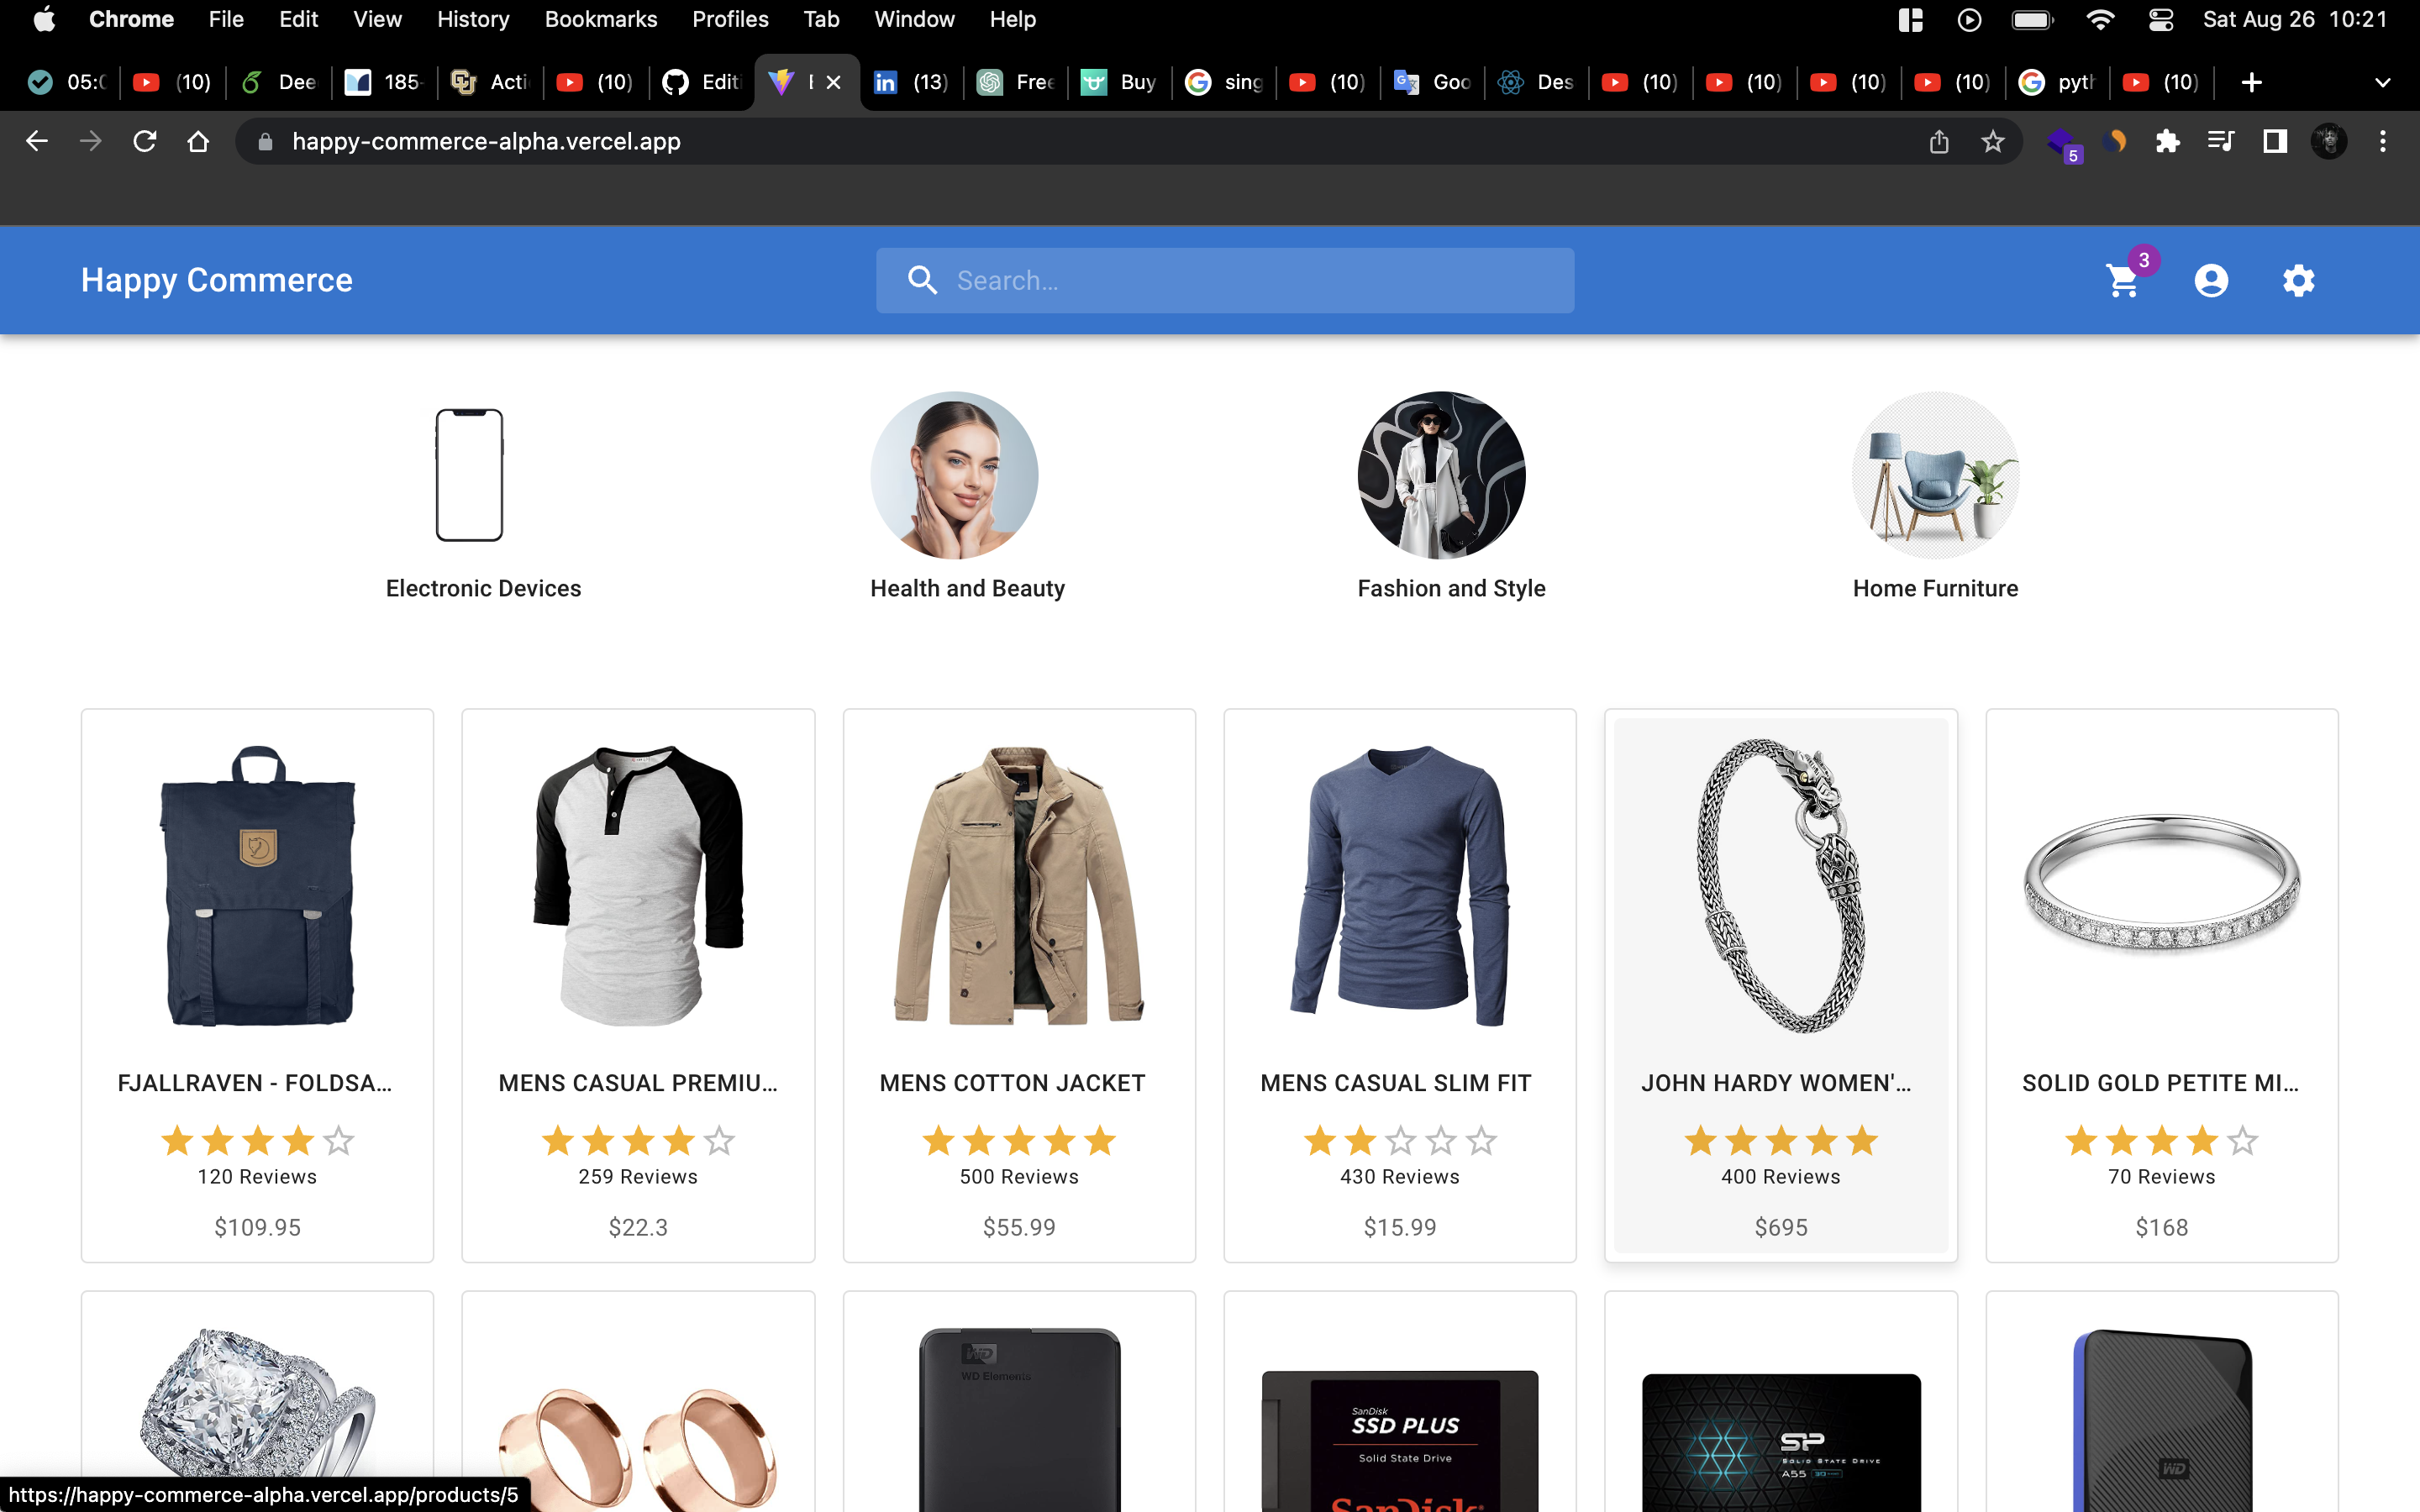 Chrome File Edit View History Bookmarks Profiles Tab Window Help Sat Aug 26 10:21
05:0 (10) Dee 185- Acti (10) Edit (13) Free Buy sing (10) Goo Des (10) (10) (10) (10) pyth (10)
happy-commerce-alpha.vercel.app 5
Happy Commerce Search... 3
Electronic Devices Health and Beauty Fashion and Style Home Furniture
FJALLRAVEN - FOLDSA... MENS CASUAL PREMIU... MENS COTTON JACKET MENS CASUAL SLIM FIT JOHN HARDY WOMEN'... SOLID GOLD PETITE MI...
120 Reviews 259 Reviews 500 Reviews 430 Reviews 400 Reviews 70 Reviews
$109.95 $22.3 $55.99 $15.99 $695 $168
WD
WD Elements
SanDisk
SSD PLUS
Solid State Drive
SanDisk
SP
SOLID STATE DRIVE
A55
WD
https://happy-commerce-alpha.vercel.app/products/5